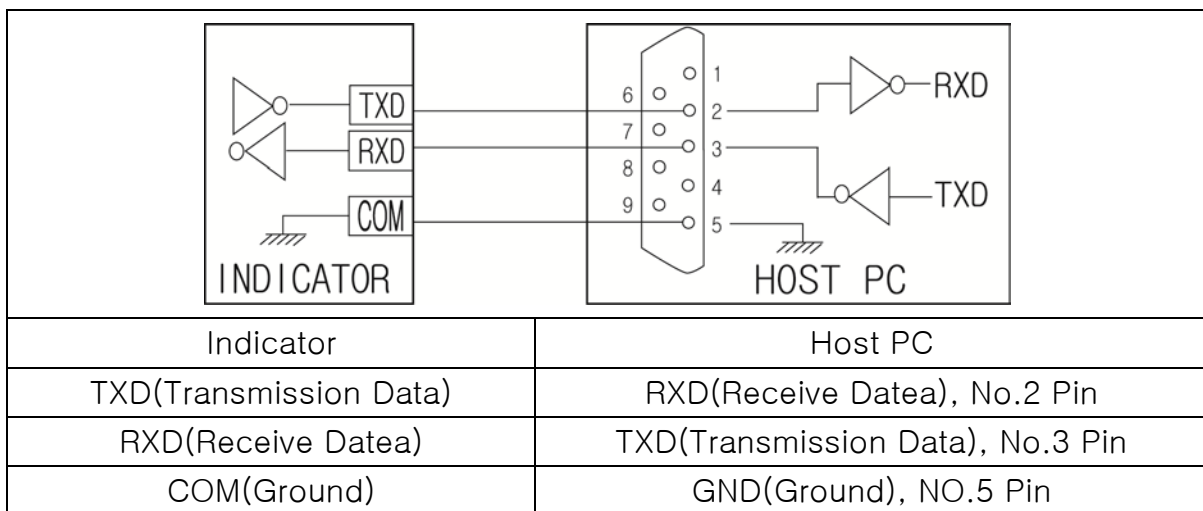 TXD
RXD
COM
INDICATOR
6
7
8
9
1
2
3
4
5
RXD
TXD
HOST PC
Indicator Host PC
TXD(Transmission Data) RXD(Receive Datea), No.2 Pin
RXD(Receive Datea) TXD(Transmission Data), No.3 Pin
COM(Ground) GND(Ground), NO.5 Pin